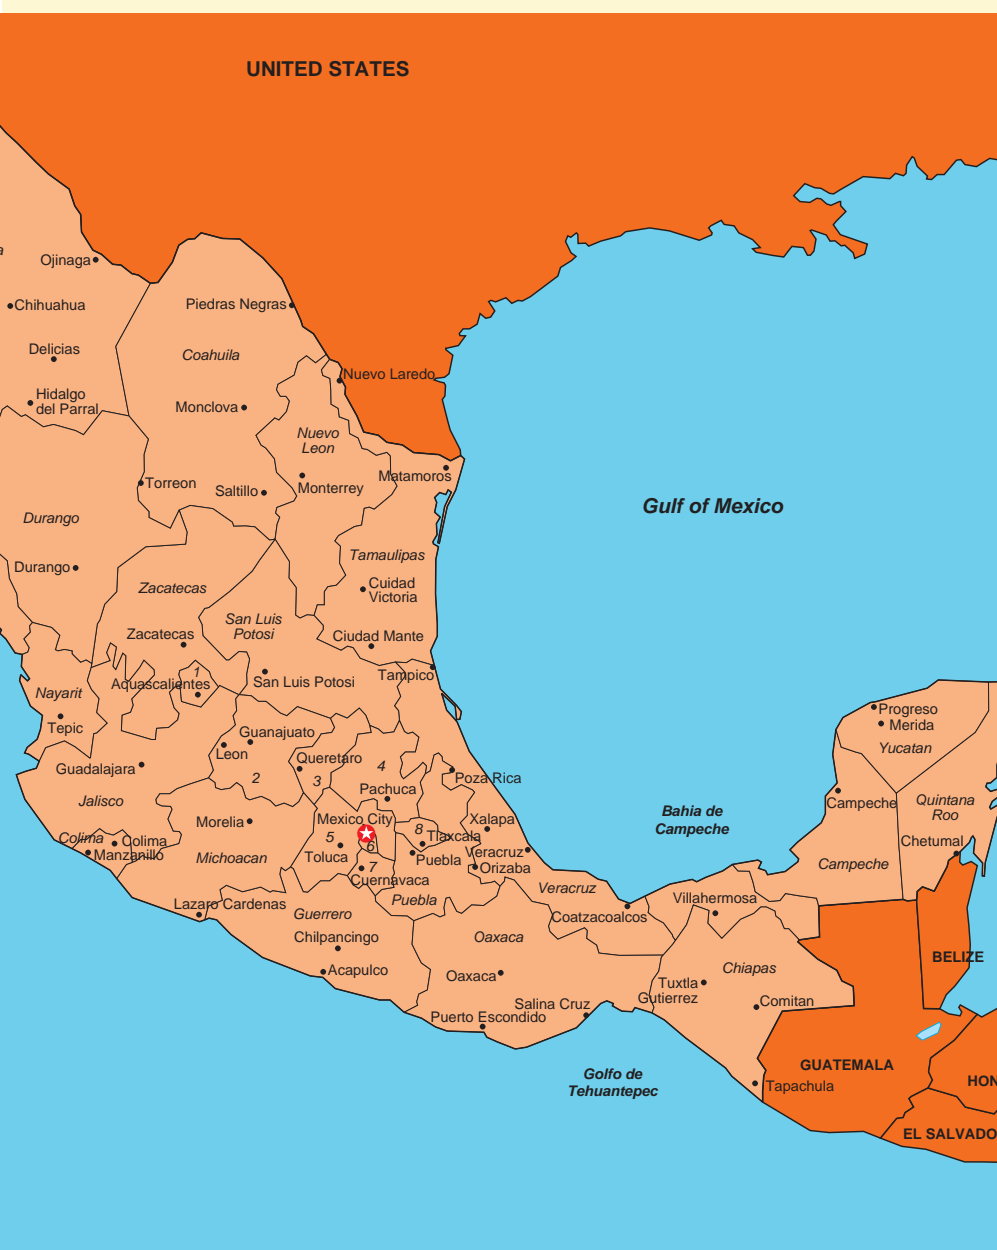 UNITED STATES
a
Ojinaga
Chihuahua
Piedras Negras
Delicias
Coahuila
Nuevo Laredo
Hidalgo
del Parral
Monclova
Nuevo
Leon
Matamoros
Torreon
Saltillo
Monterrey
Gulf of Mexico
Durango
Tamaulipas
Durango
Zacatecas
Cuidad
Victoria
San Luis
Potosi
Zacatecas
Ciudad Mante
1
Aquascalientes
San Luis Potosi
Tampico
Nayarit
Tepic
Guanajuato
Leon
Queretaro
4
Progreso
Merida
Yucatan
Guadalajara
2
3
Poza Rica
Pachuca
Jalisco
Campeche
Quintana
Roo
Bahia de
Campeche
Morelia
Mexico City
Xalapa
Colima
Colima
5
6
8
Tlaxcala
Chetumal
Manzanillo
Michoacan
Toluca
Puebla
Veracruz
7
Orizaba
Campeche
Cuernavaca
Veracruz
Puebla
Villahermosa
Lazaro Cardenas
Guerrero
Coatzacoalcos
Chilpancingo
Oaxaca
BELIZE
Acapulco
Oaxaca
Chiapas
Tuxtla
Gutierrez
Salina Cruz
Comitan
Puerto Escondido
GUATEMALA
Golfo de
Tehuantepec
HON
Tapachula
EL SALVADO